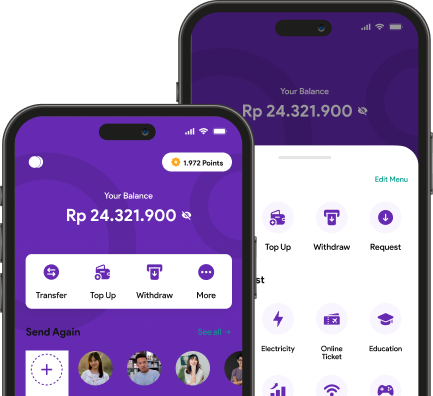 Your Balance
Rp 24.321.900
Edit Menu
Top Up
Withdraw
Request
st
Electricity
Online
Ticket
Education
1.972 Points
Your Balance
Rp 24.321.900
Transfer
Top Up
Withdraw
More
Send Again
See all →